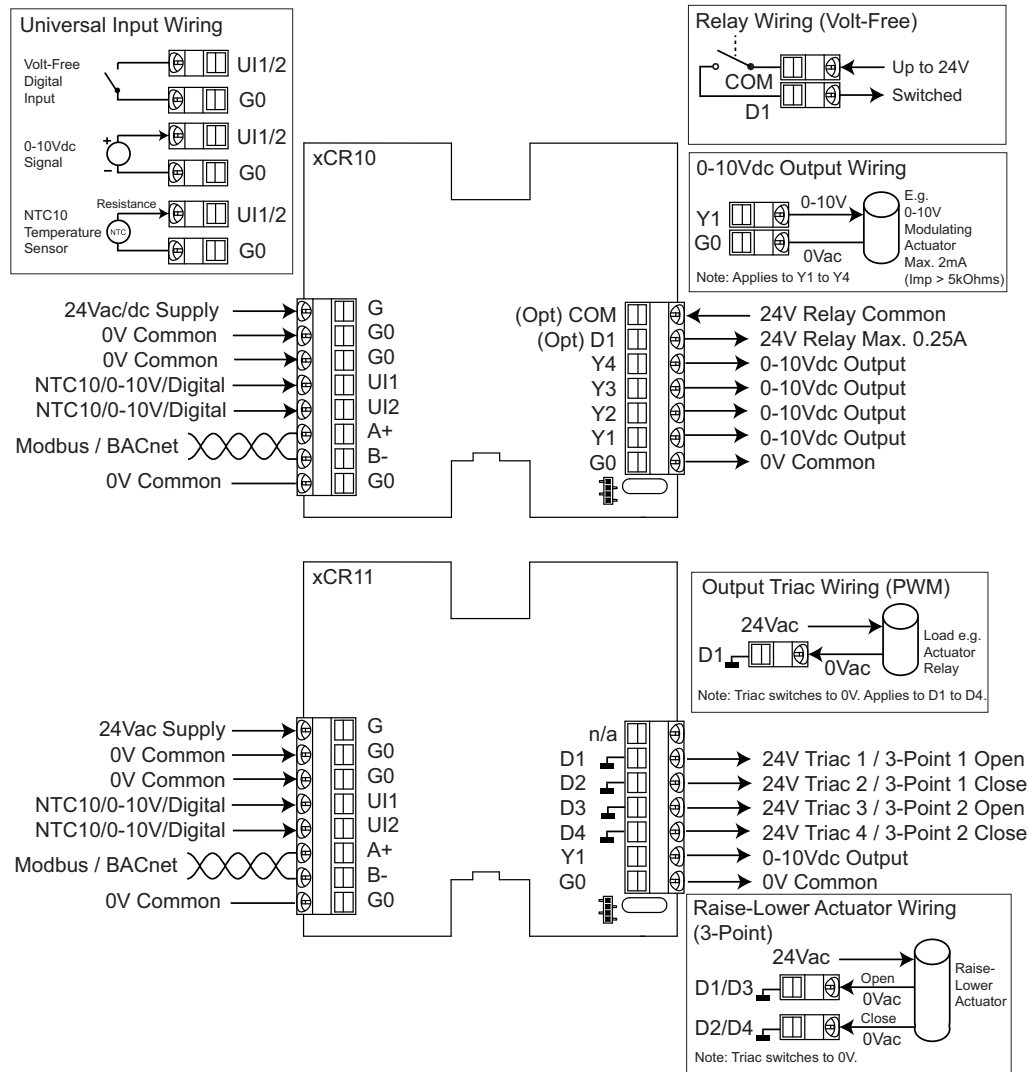 Universal Input Wiring
Volt-Free
Digital
Input
UI1/2
G0
0-10Vdc
Signal
+
–
UI1/2
G0
NTC10
Temperature
Sensor
Resistance
NTC
UI1/2
G0
Relay Wiring (Volt-Free)
COM
D1
Up to 24V
Switched
0-10Vdc Output Wiring
Y1
G0
0-10V
0Vac
E.g.
0-10V
Modulating
Actuator
Max. 2mA
(Imp > 5kOhms)
Note: Applies to Y1 to Y4
xCR10
24Vac/dc Supply G
0V Common G0
0V Common G0
NTC10/0-10V/Digital UI1
NTC10/0-10V/Digital UI2
Modbus / BACnet A+
B-
0V Common G0
(Opt) COM 24V Relay Common
(Opt) D1 24V Relay Max. 0.25A
Y4 0-10Vdc Output
Y3 0-10Vdc Output
Y2 0-10Vdc Output
Y1 0-10Vdc Output
G0 0V Common
xCR11
24Vac Supply G
0V Common G0
0V Common G0
NTC10/0-10V/Digital UI1
NTC10/0-10V/Digital UI2
Modbus / BACnet A+
B-
0V Common G0
Output Triac Wiring (PWM)
24Vac
D1
0Vac
Load e.g.
Actuator
Relay
Note: Triac switches to 0V. Applies to D1 to D4.
n/a
D1 24V Triac 1 / 3-Point 1 Open
D2 24V Triac 2 / 3-Point 1 Close
D3 24V Triac 3 / 3-Point 2 Open
D4 24V Triac 4 / 3-Point 2 Close
Y1 0-10Vdc Output
G0 0V Common
Raise-Lower Actuator Wiring
(3-Point)
24Vac
D1/D3
Open
0Vac
D2/D4
Close
0Vac
Raise-
Lower
Actuator
Note: Triac switches to 0V.